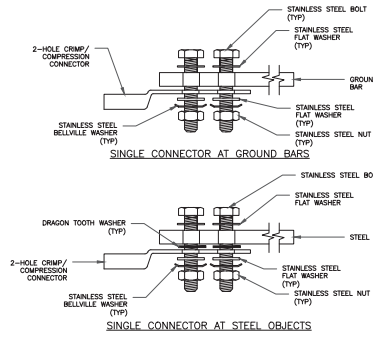 STAINLESS STEEL BOLT
(TYP)
STAINLESS STEEL
FLAT WASHER
(TYP)
2-HOLE CRIMP/
COMPRESSION
CONNECTOR
GROUN
BAR
STAINLESS STEEL
BELLVILLE WASHER
(TYP)
STAINLESS STEEL
FLAT WASHER
(TYP)
STAINLESS STEEL NUT
(TYP)
SINGLE CONNECTOR AT GROUND BARS
STAINLESS STEEL BO
STAINLESS STEEL
FLAT WASHER
DRAGON TOOTH WASHER
(TYP)
STEEL
2-HOLE CRIMP/
COMPRESSION
CONNECTOR
STAINLESS STEEL
FLAT WASHER
(TYP)
STAINLESS STEEL
BELLVILLE WASHER
(TYP)
STAINLESS STEEL NUT
(TYP)
SINGLE CONNECTOR AT STEEL OBJECTS